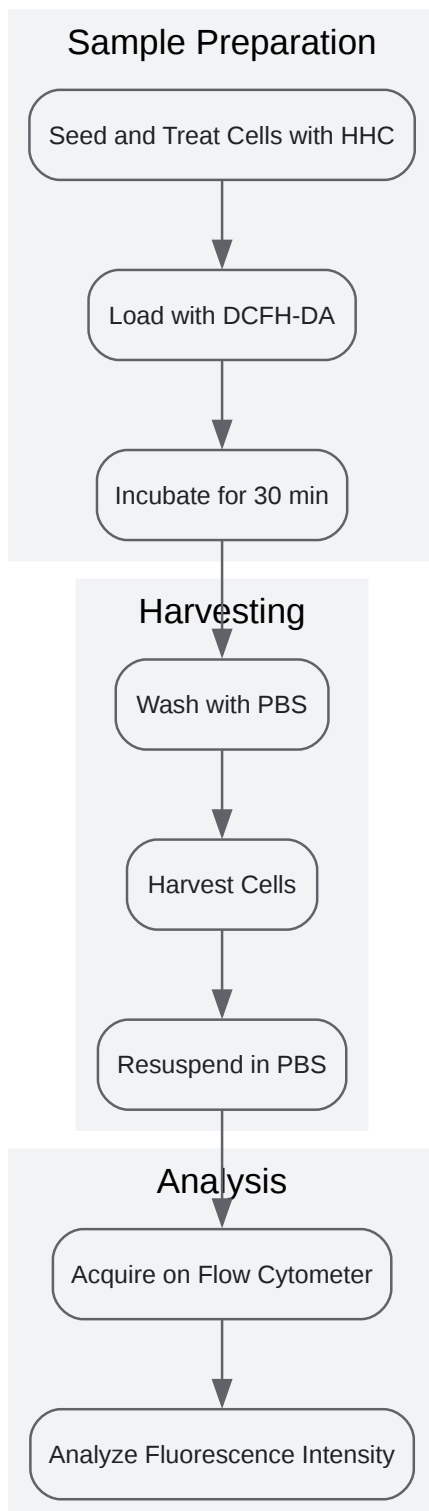 Sample Preparation
Seed and Treat Cells with HHC
Load with DCFH-DA
Incubate for 30 min
Harvesting
Wash with PBS
Harvest Cells
Resuspend in PBS
Analysis
Acquire on Flow Cytometer
Analyze Fluorescence Intensity